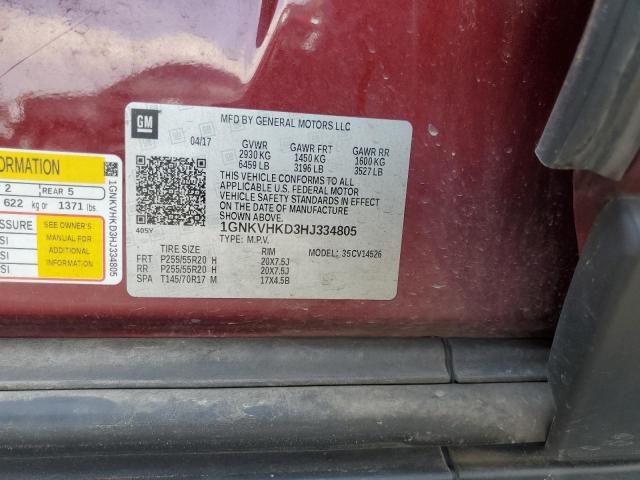 GM
MFD BY GENERAL MOTORS LLC
04/17
GVWR GAWR FRT GAWR RR
2930 KG 1450 KG 1600 KG
6459 LB 3196 LB 3527 LB
THIS VEHICLE CONFORMS TO ALL
APPLICABLE U.S. FEDERAL MOTOR
VEHICLE SAFETY STANDARDS IN EFFECT
ON THE DATE OF MANUFACTURE
SHOWN ABOVE.
1GNKVHKD3HJ334805
405Y
TYPE: M.P.V. MODEL: 35CV14526
TIRE SIZE RIM
FRT P255/55R20 H 20X7.5J
RR P255/55R20 H 20X7.5J
SPA T145/70R17 M 17X4.5B
FORMATION
2 REAR 5
622 kg or 1371 lbs
SSURE
SEE OWNER'S
MANUAL FOR
ADDITIONAL
INFORMATION
SI
SI
SI
1GNKVHKD3HJ334805